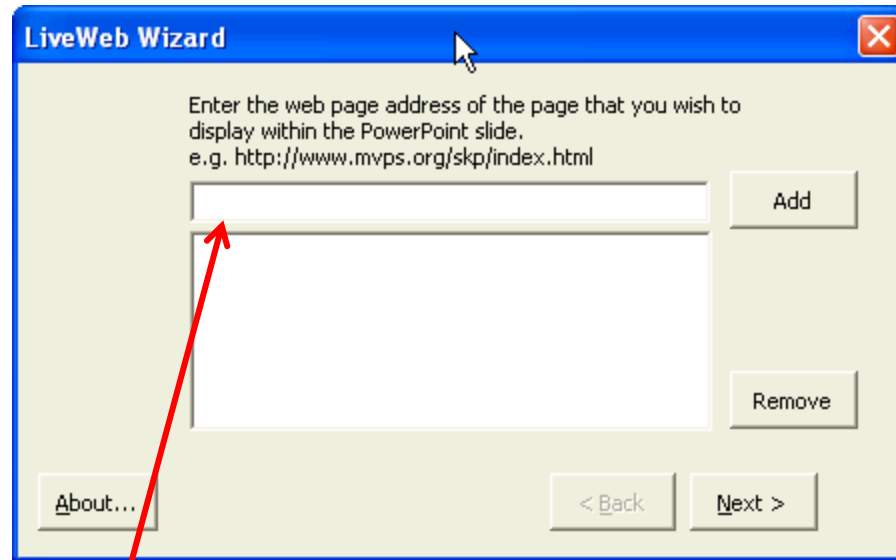 LiveWeb Wizard
Enter the web page address of the page that you wish to
display within the PowerPoint slide.
e.g. http://www.mvps.org/skp/index.html
Add
Remove
About...
< Back
Next >